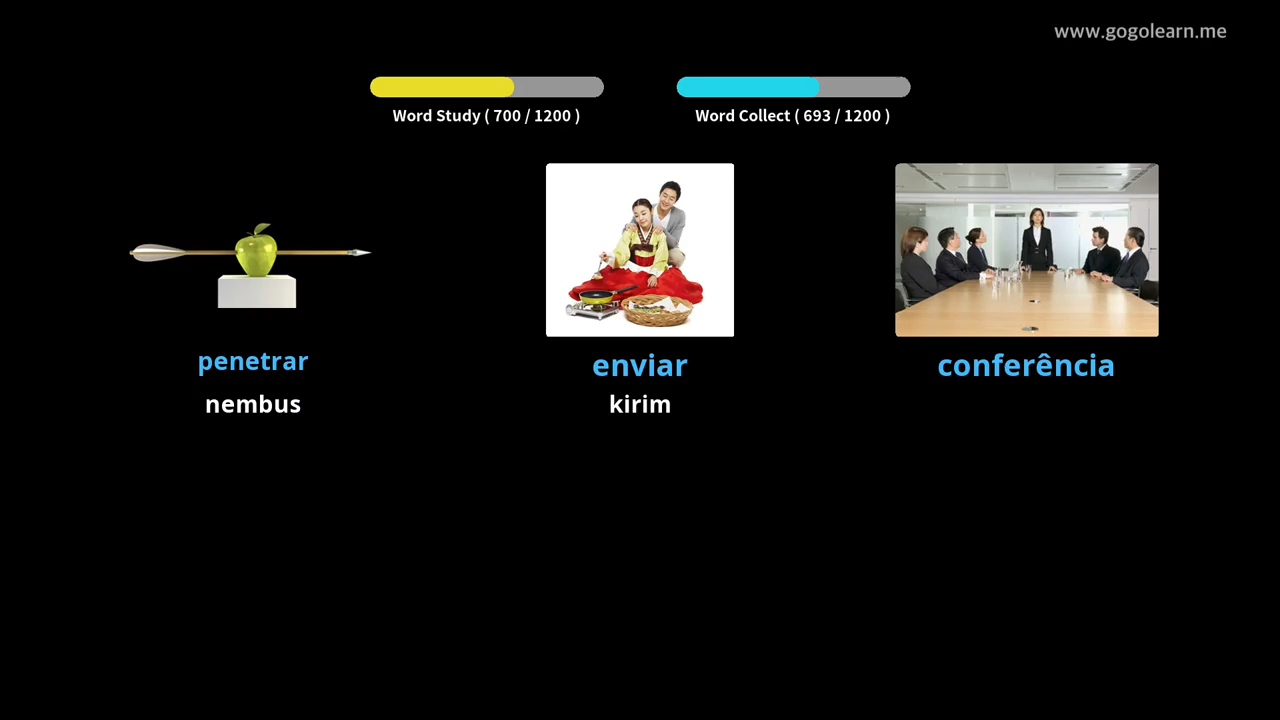 www.gogolearn.me
Word Study ( 700 / 1200 )
Word Collect ( 693 / 1200 )
penetrar
nembus
enviar
kirim
conferência